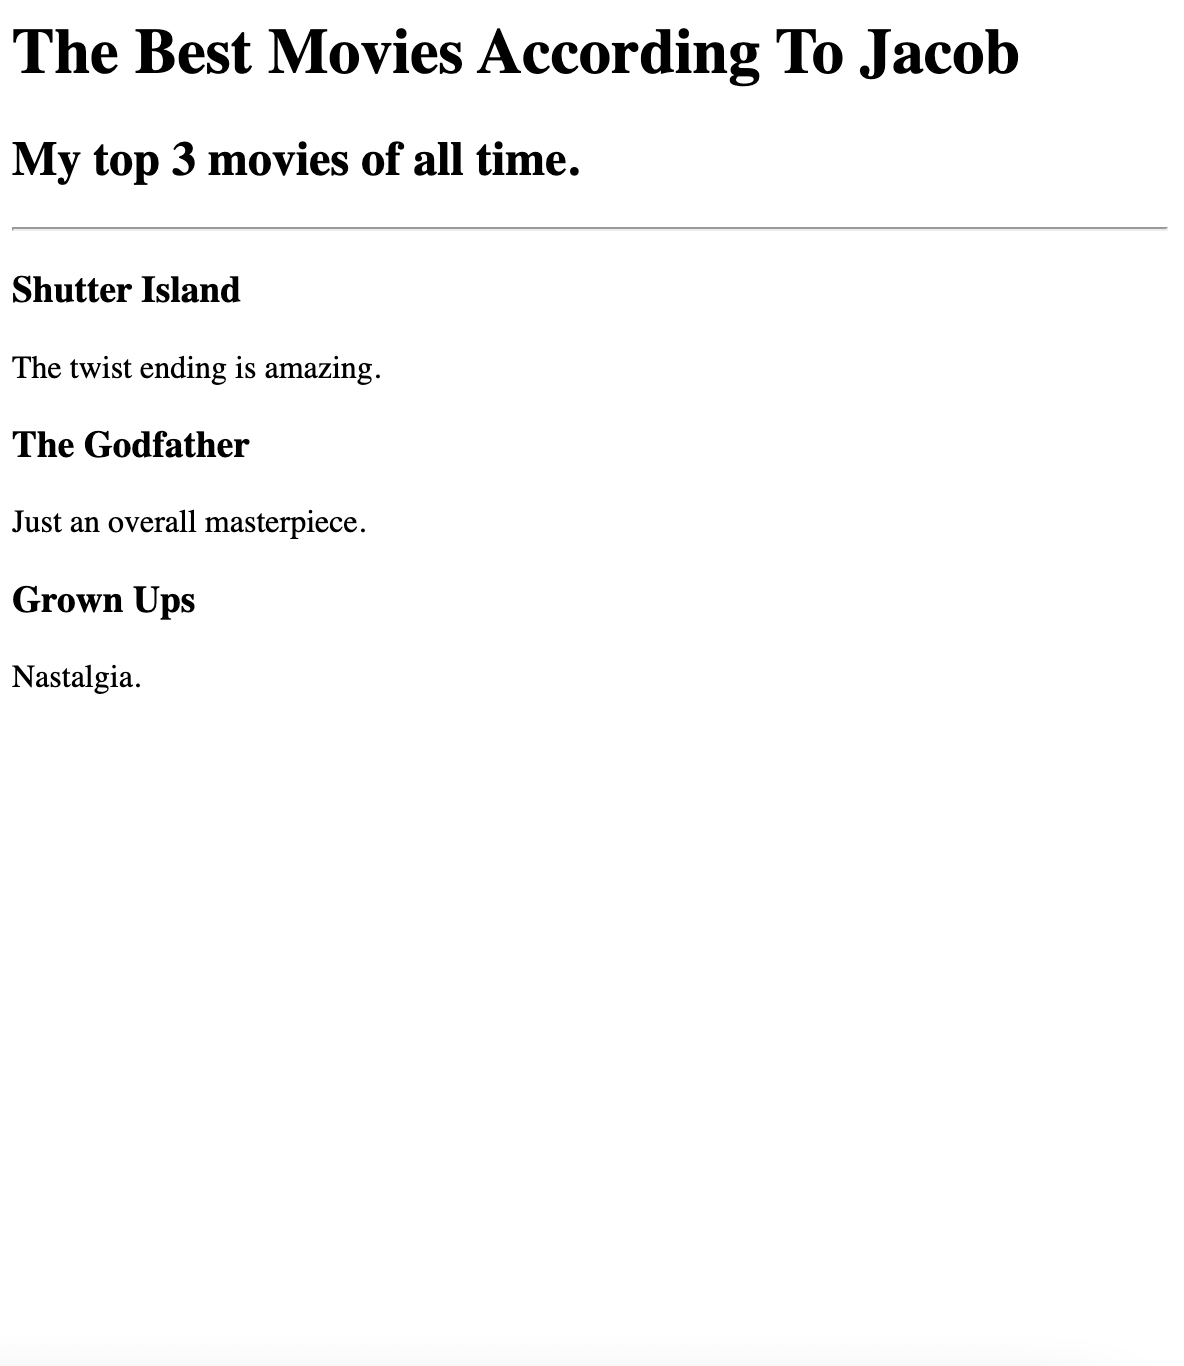 The Best Movies According To Jacob
My top 3 movies of all time.
Shutter Island
The twist ending is amazing.
The Godfather
Just an overall masterpiece.
Grown Ups
Nastalgia.